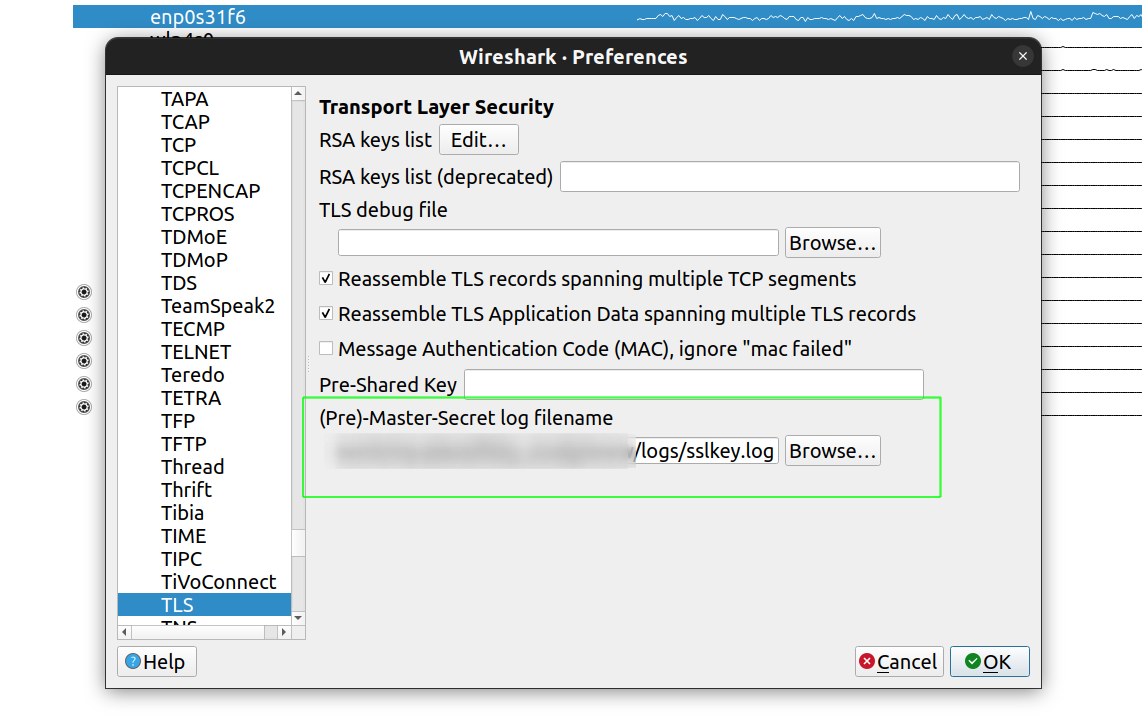 enp0s31f6
Wireshark · Preferences
TAPA
TCAP
TCP
TCPCL
TCPENCAP
TCPROS
TDMoE
TDMoP
TDS
TeamSpeak2
TECMP
TELNET
Teredo
TETRA
TFP
TFTP
Thread
Thrift
Tibia
TIME
TIPC
TiVoConnect
TLS
Transport Layer Security
RSA keys list Edit…
RSA keys list (deprecated)
TLS debug file
Browse…
Reassemble TLS records spanning multiple TCP segments
Reassemble TLS Application Data spanning multiple TLS records
Message Authentication Code (MAC), ignore "mac failed"
Pre-Shared Key
(Pre)-Master-Secret log filename
/logs/sslkey.log Browse…
Help
Cancel OK